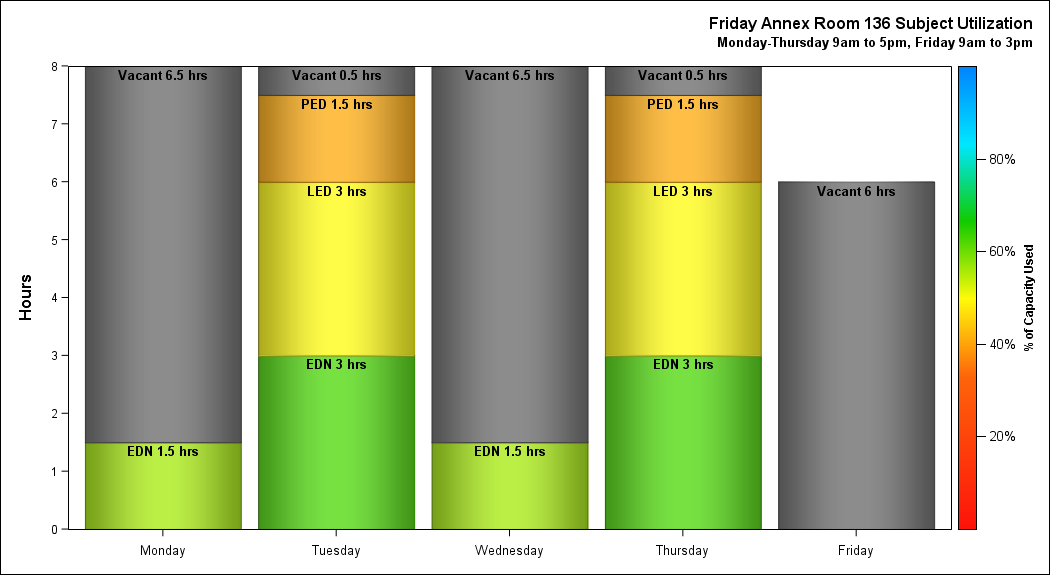 Friday Annex Room 136 Subject Utilization
Monday-Thursday 9am to 5pm, Friday 9am to 3pm
Hours
8
7
6
5
4
3
2
1
0
Vacant 6.5 hrs
EDN 1.5 hrs
Vacant 0.5 hrs
PED 1.5 hrs
LED 3 hrs
EDN 3 hrs
Vacant 6.5 hrs
EDN 1.5 hrs
Vacant 0.5 hrs
PED 1.5 hrs
LED 3 hrs
EDN 3 hrs
Vacant 6 hrs
Monday
Tuesday
Wednesday
Thursday
Friday
80%
60%
40%
20%
% of Capacity Used